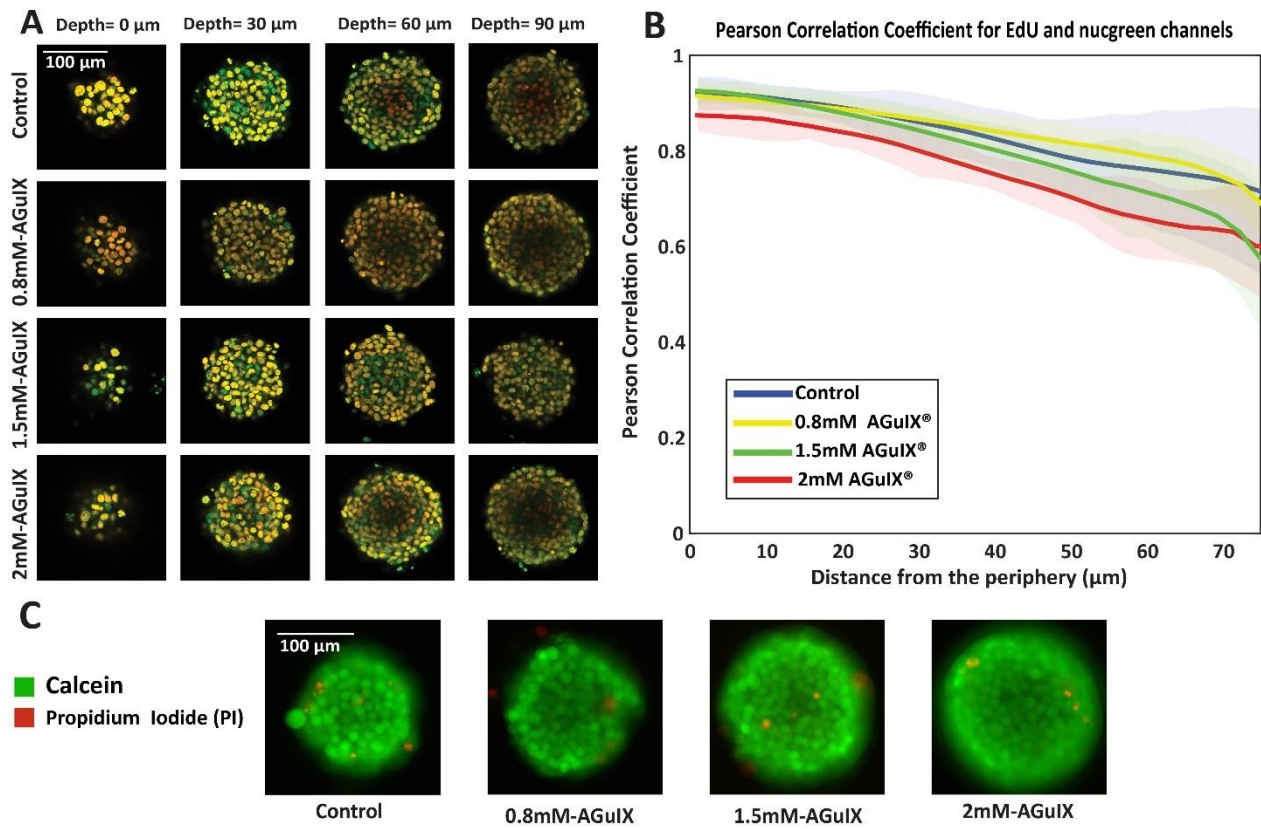 A
Depth= 0 µm
Depth= 30 µm
Depth= 60 µm
Depth= 90 µm
100 µm
Control
0.8mM-AGuIX
1.5mM-AGuIX
2mM-AGuIX
B
Pearson Correlation Coefficient for EdU and nucgreen channels
Pearson Correlation Coefficient
1
0.8
0.6
0.4
0.2
0
Control
0.8mM AGuIX®
1.5mM AGuIX®
2mM AGuIX®
0 10 20 30 40 50 60 70
Distance from the periphery (µm)
C
Calcein
Propidium Iodide (PI)
100 µm
Control
0.8mM-AGuIX
1.5mM-AGuIX
2mM-AGuIX